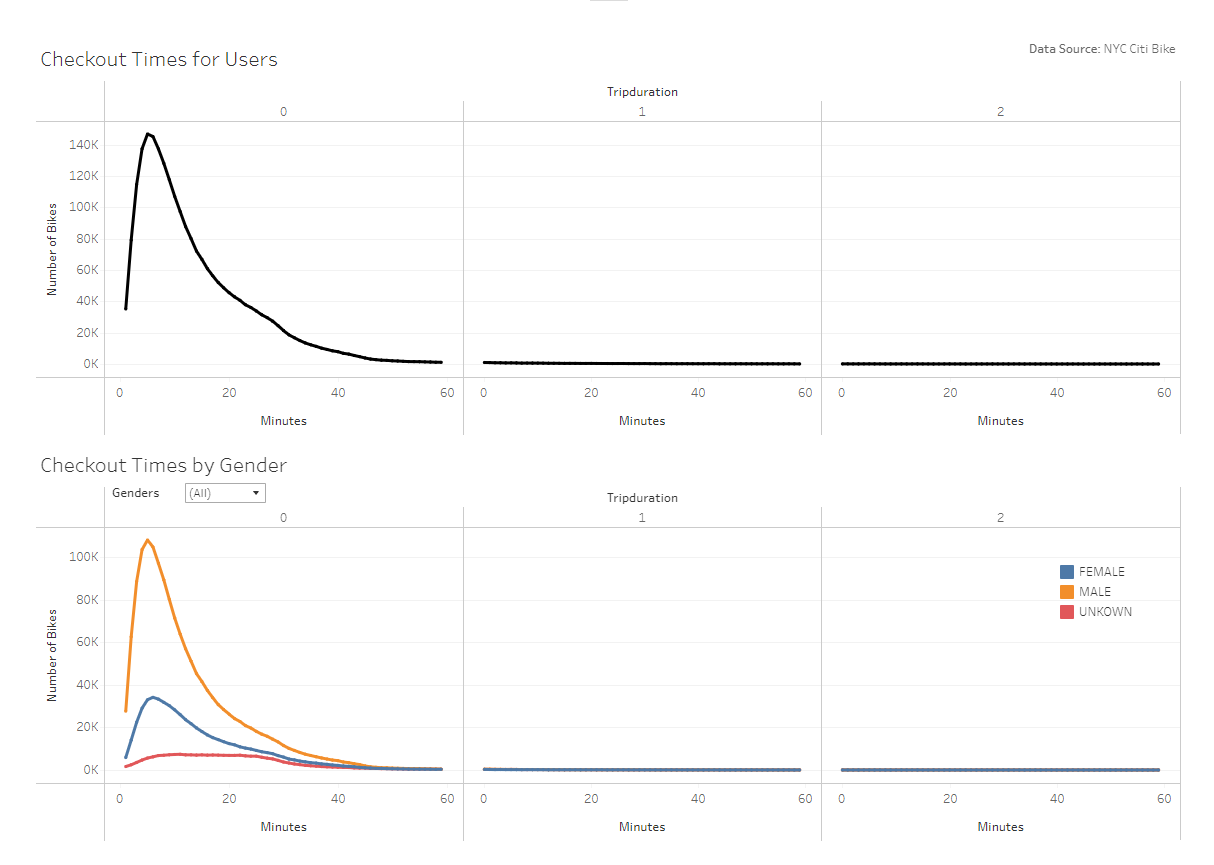 Data Source: NYC Citi Bike
Checkout Times for Users
Tripduration
0 1 2
140K
120K
100K
80K
60K
40K
20K
0K
Number of Bikes
0 20 40 60 0 20 40 60 0 20 40 60
Minutes Minutes Minutes
Checkout Times by Gender
Genders (All)
Tripduration
0 1 2
100K
80K
60K
40K
20K
0K
Number of Bikes
FEMALE
MALE
UNKOWN
0 20 40 60 0 20 40 60 0 20 40 60
Minutes Minutes Minutes